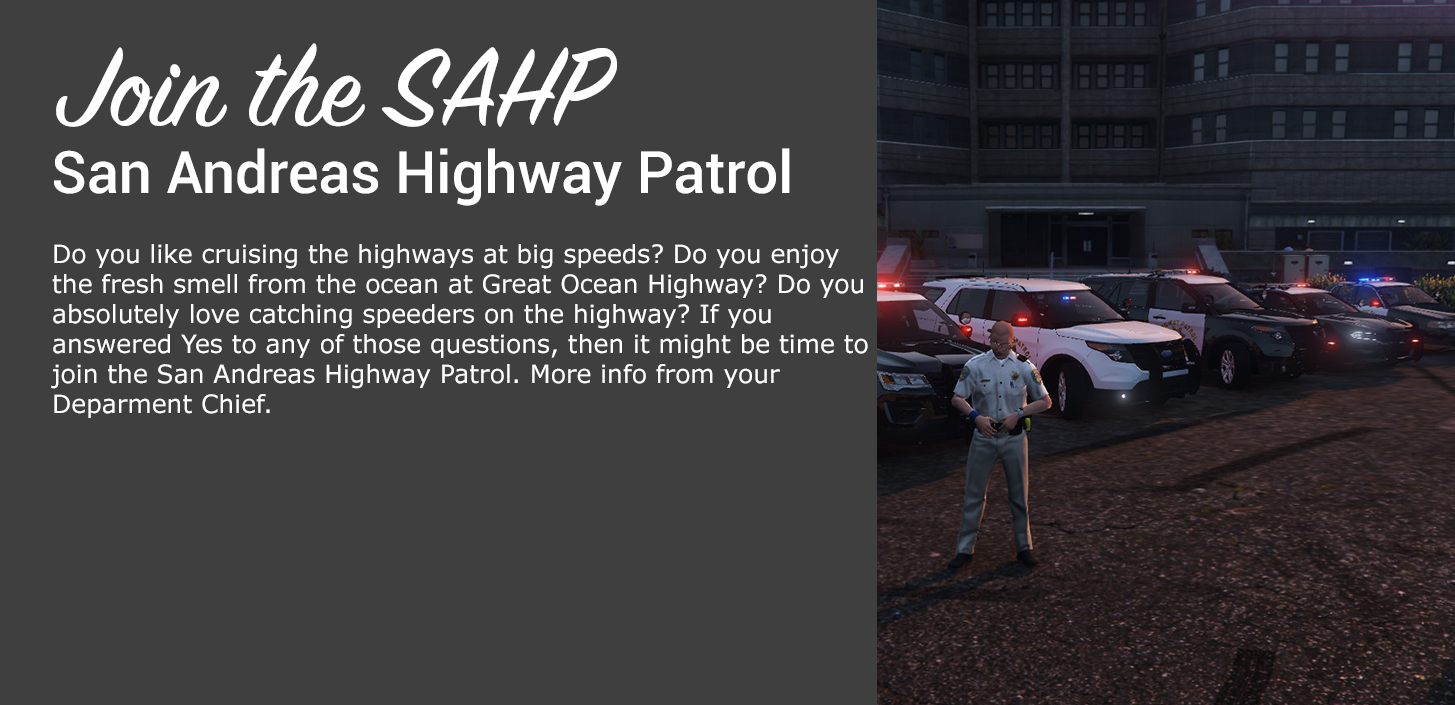 Join the SAHP
San Andreas Highway Patrol
Do you like cruising the highways at big speeds? Do you enjoy
the fresh smell from the ocean at Great Ocean Highway? Do you
absolutely love catching speeders on the highway? If you
answered Yes to any of those questions, then it might be time to
join the San Andreas Highway Patrol. More info from your
Deparment Chief.